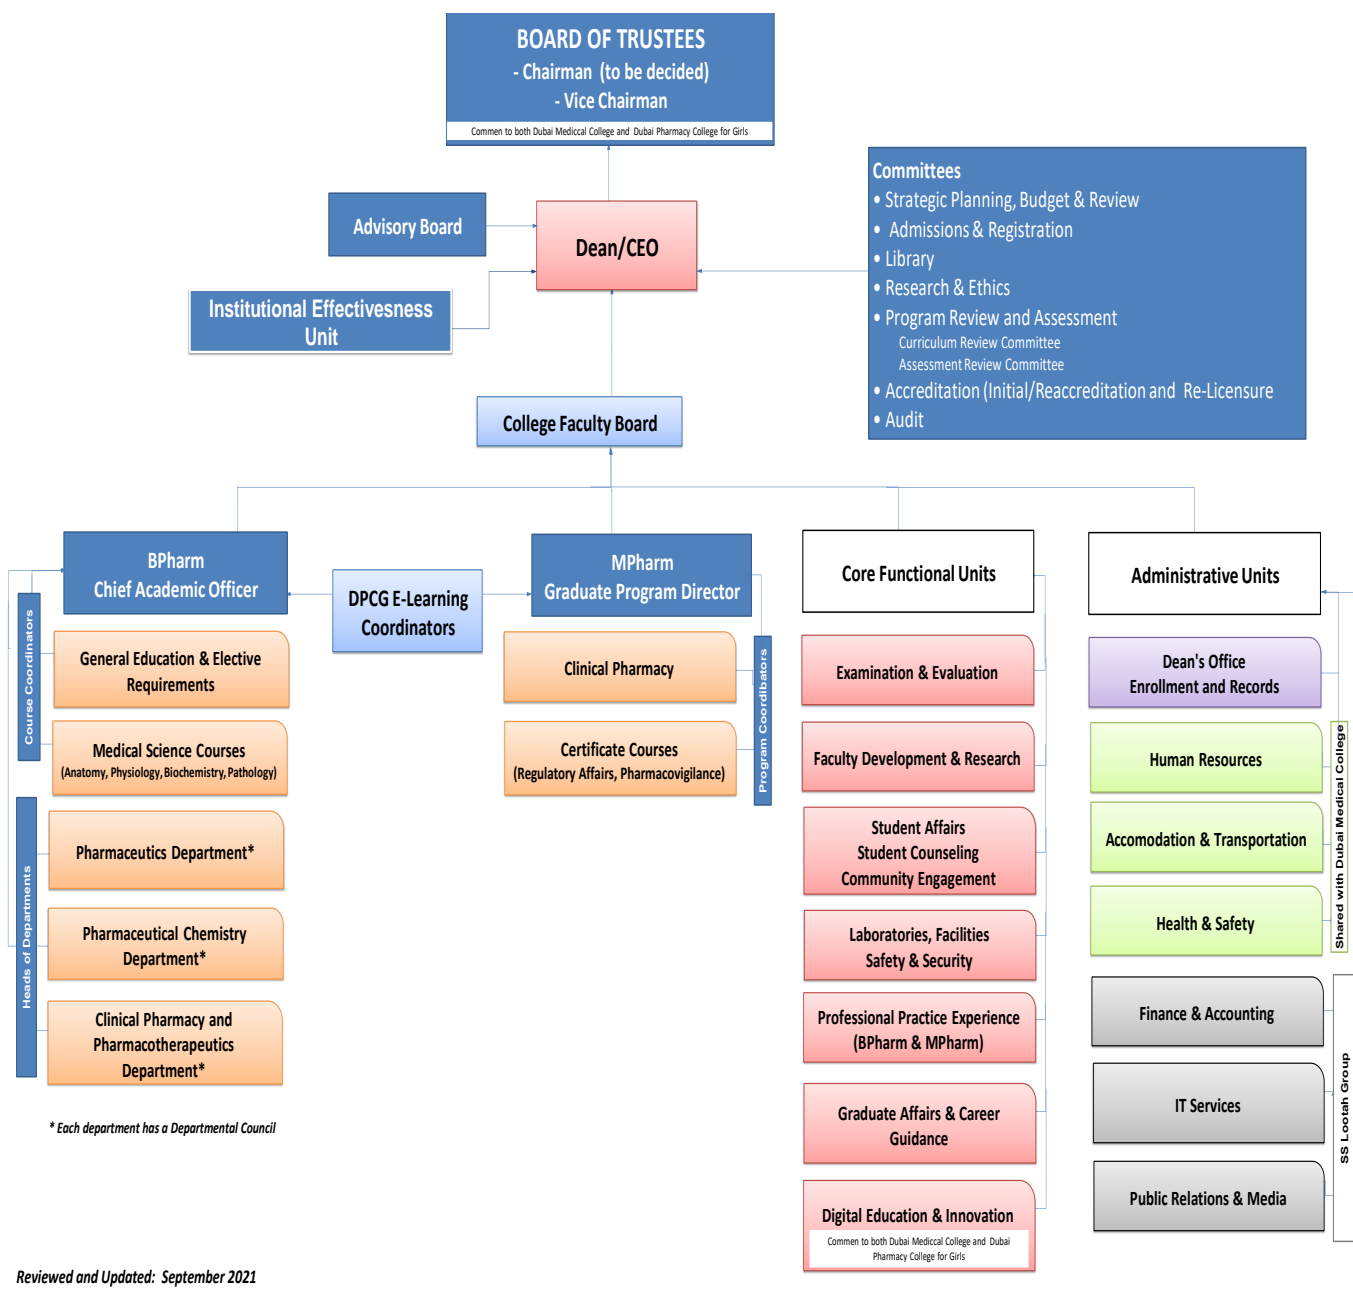 BOARD OF TRUSTEES
- Chairman  (to be decided)
- Vice Chairman
Commen to both Dubai Mediccal College and  Dubai Pharmacy College for Girls
Advisory Board
Dean/CEO
Institutional Effectivesness
Unit
Committees
• Strategic Planning, Budget & Review
• Admissions & Registration
• Library
• Research & Ethics
• Program Review and Assessment
Curriculum Review Committee
Assessment Review Committee
• Accreditation (Initial/Reaccreditation and  Re-Licensure
• Audit
College Faculty Board
BPharm
Chief Academic Officer
DPCG E-Learning
Coordinators
MPharm
Graduate Program Director
Core Functional Units
Administrative Units
Course Coordinators
General Education & Elective
Requirements
Medical Science Courses
(Anatomy, Physiology, Biochemistry, Pathology)
Heads of Departments
Pharmaceutics Department*
Pharmaceutical Chemistry
Department*
Clinical Pharmacy and
Pharmacotherapeutics
Department*
* Each department has a Departmental Council
Clinical Pharmacy
Certificate Courses
(Regulatory Affairs, Pharmacovigilance)
Program Coordibators
Examination & Evaluation
Faculty Development & Research
Student Affairs
Student Counseling
Community Engagement
Laboratories, Facilities
Safety & Security
Professional Practice Experience
(BPharm & MPharm)
Graduate Affairs & Career
Guidance
Digital Education & Innovation
Commen to both Dubai Mediccal College and  Dubai
Pharmacy College for Girls
Dean's Office
Enrollment and Records
Human Resources
Accomodation & Transportation
Health & Safety
Shared with Dubai Medical College
Finance & Accounting
IT Services
Public Relations & Media
SS Lootah Group
Reviewed and Updated:  September 2021